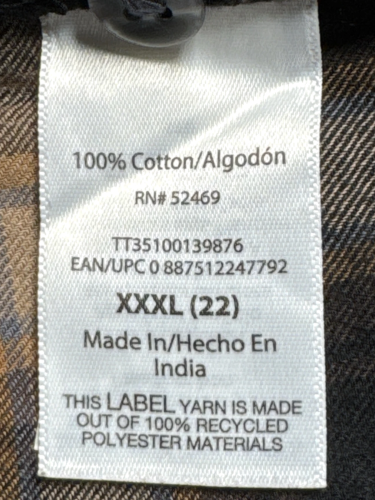 100% Cotton/Algodón
RN# 52469
TT35100139876
EAN/UPC 0 887512247792
XXXL (22)
Made In/Hecho En
India
THIS LABEL YARN IS MADE
OUT OF 100% RECYCLED
POLYESTER MATERIALS